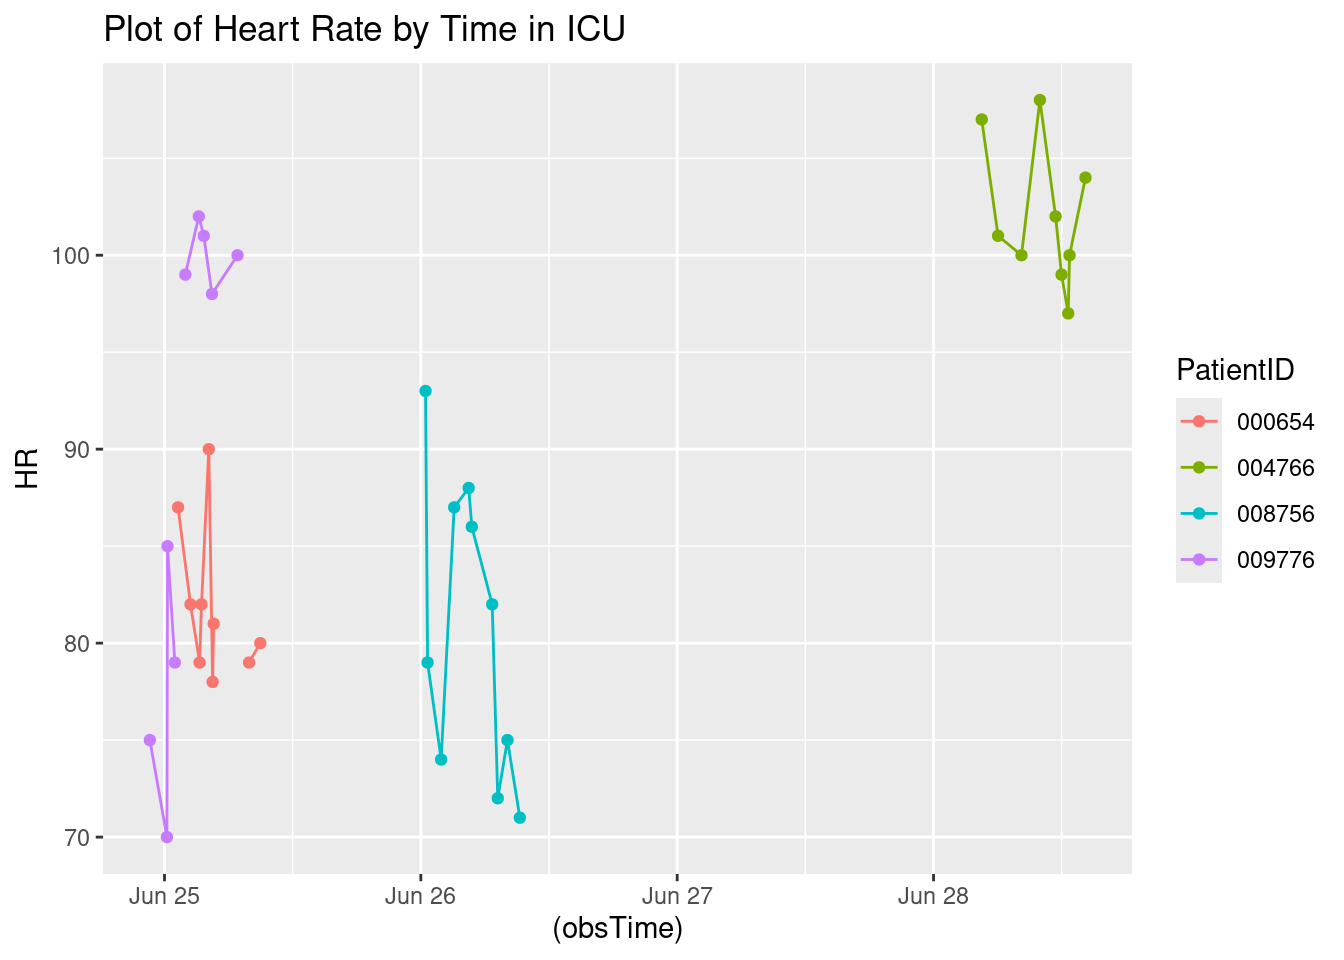 Plot of Heart Rate by Time in ICU
HR
100
90
80
70
Jun 25
Jun 26
Jun 27
Jun 28
(obsTime)
PatientID
000654
004766
008756
009776